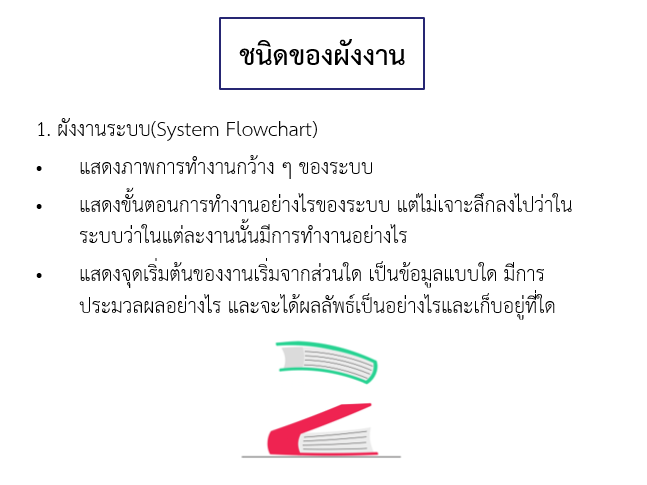 ชนิดของผังงาน
1. ผังงานระบบ(System Flowchart)
• แสดงภาพการทำงานกว้าง ๆ ของระบบ
• แสดงขั้นตอนการทำงานอย่างไรของระบบ แต่ไม่เจาะลึกลงไปว่าใน
ระบบว่าในแต่ละงานนั้นมีการทำงานอย่างไร
• แสดงจุดเริ่มต้นของงานเริ่มจากส่วนใด เป็นข้อมูลแบบใด มีการ
ประมวลผลอย่างไร และจะได้ผลลัพธ์เป็นอย่างไรและเก็บอยู่ที่ใด